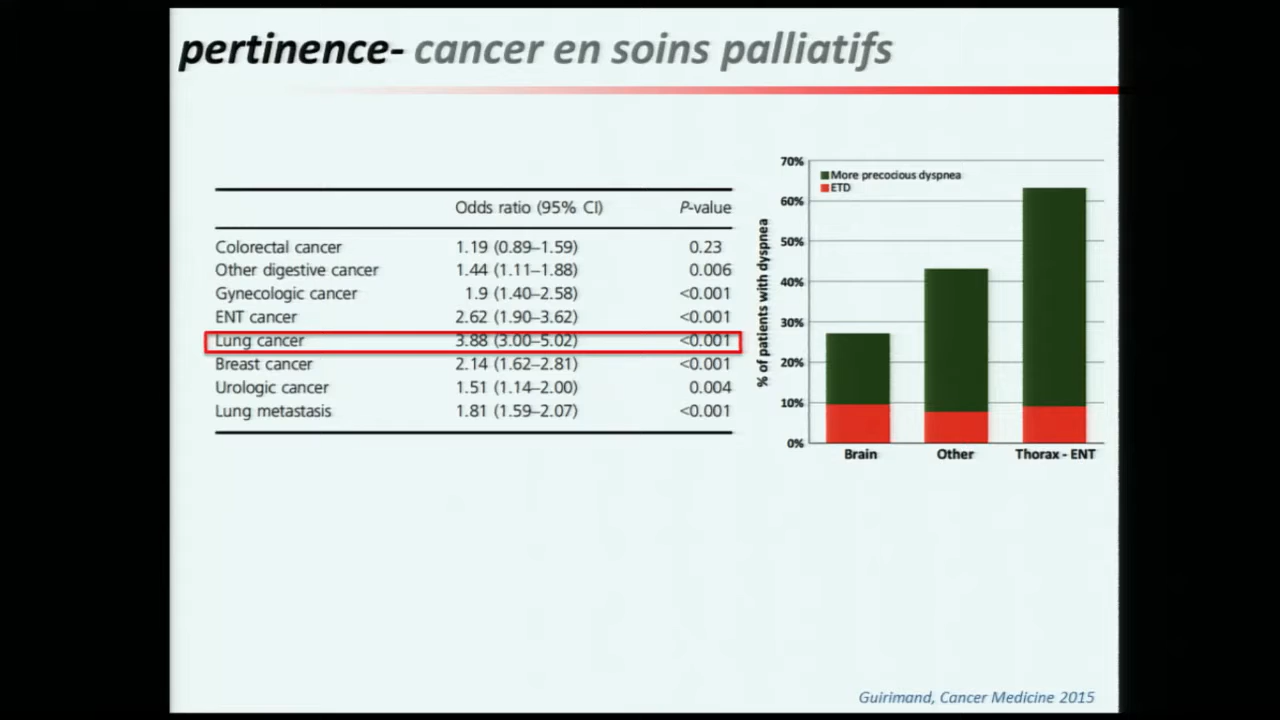 pertinence- cancer en soins palliatifs
Odds ratio (95% CI) P-value
Colorectal cancer 1.19 (0.89–1.59) 0.23
Other digestive cancer 1.44 (1.11–1.88) 0.006
Gynecologic cancer 1.9 (1.40–2.58) <0.001
ENT cancer 2.62 (1.90–3.62) <0.001
Lung cancer 3.88 (3.00–5.02) <0.001
Breast cancer 2.14 (1.62–2.81) <0.001
Urologic cancer 1.51 (1.14–2.00) 0.004
Lung metastasis 1.81 (1.59–2.07) <0.001
% of patients with dyspnea
70%
60%
50%
40%
30%
20%
10%
0%
More precocious dyspnea
ETD
Brain Other Thorax - ENT
Guirimand, Cancer Medicine 2015